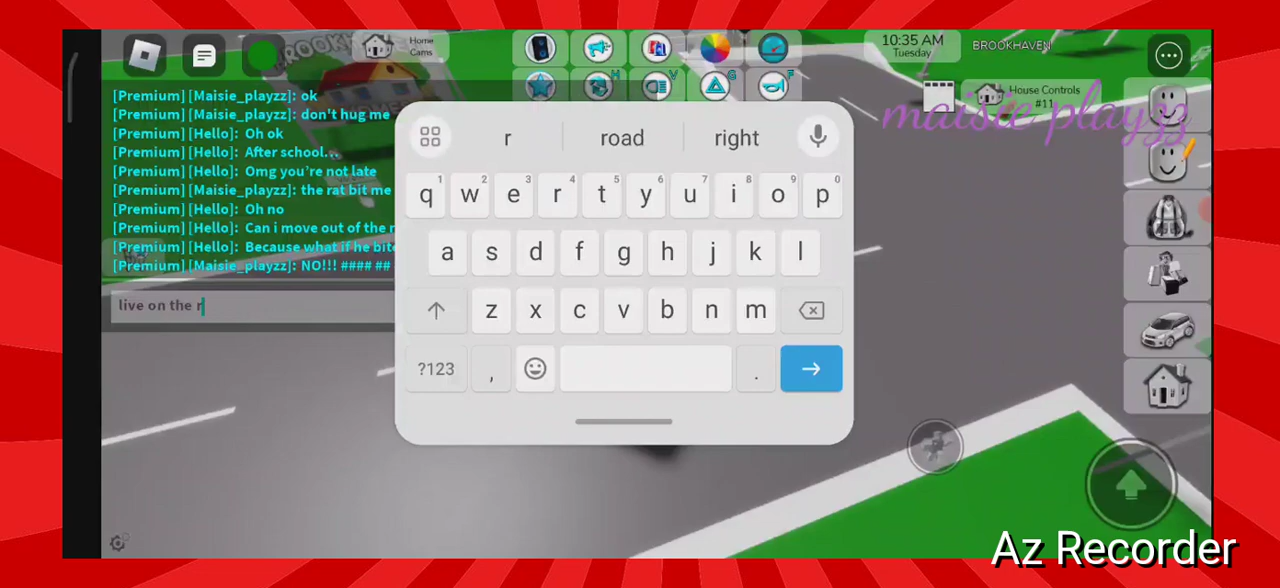 Home
Cams
10:35 AM
Tuesday
BROOKHAVEN
House Controls
#11
maisie playzz
BROOKHAVEN
H
V
G
F
[Premium] [Maisie_playzz]: ok
[Premium] [Maisie_playzz]: don't hug me
[Premium] [Hello]: Oh ok
[Premium] [Hello]: After school...
[Premium] [Hello]: Omg you're not late
[Premium] [Maisie_playzz]: the rat bit me
[Premium] [Hello]: Oh no
[Premium] [Hello]: Can i move out of the
[Premium] [Hello]: Because what if he bite
[Premium] [Maisie_playzz]: NO!!! #### ##
live on the r
r road right
1 2 3 4 5 6 7 8 9 0
q w e r t y u i o p
a s d f g h j k l
z x c v b n m
?123 , .
Az Recorder